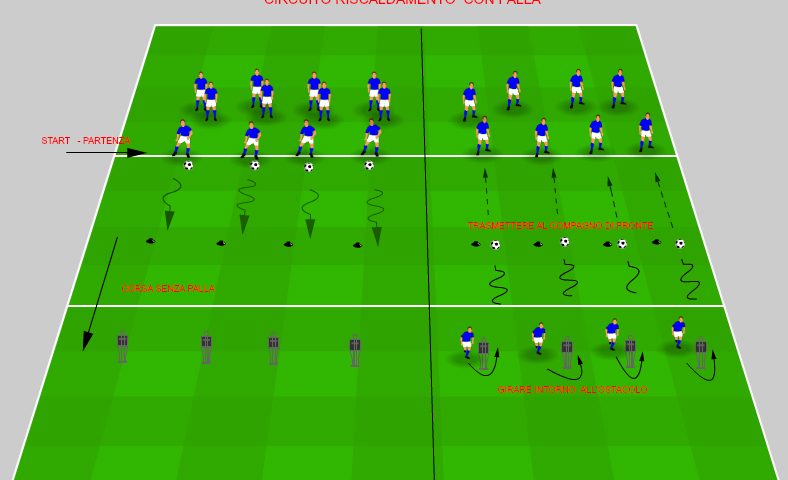 CIRCUITO RISCALDAMENTO CON PALLA
START - PARTENZA
TRASMETTERE AL COMPAGNO DI FRONTE
CORSA SENZA PALLA
GIRARE INTORNO ALL'OSTACOLO